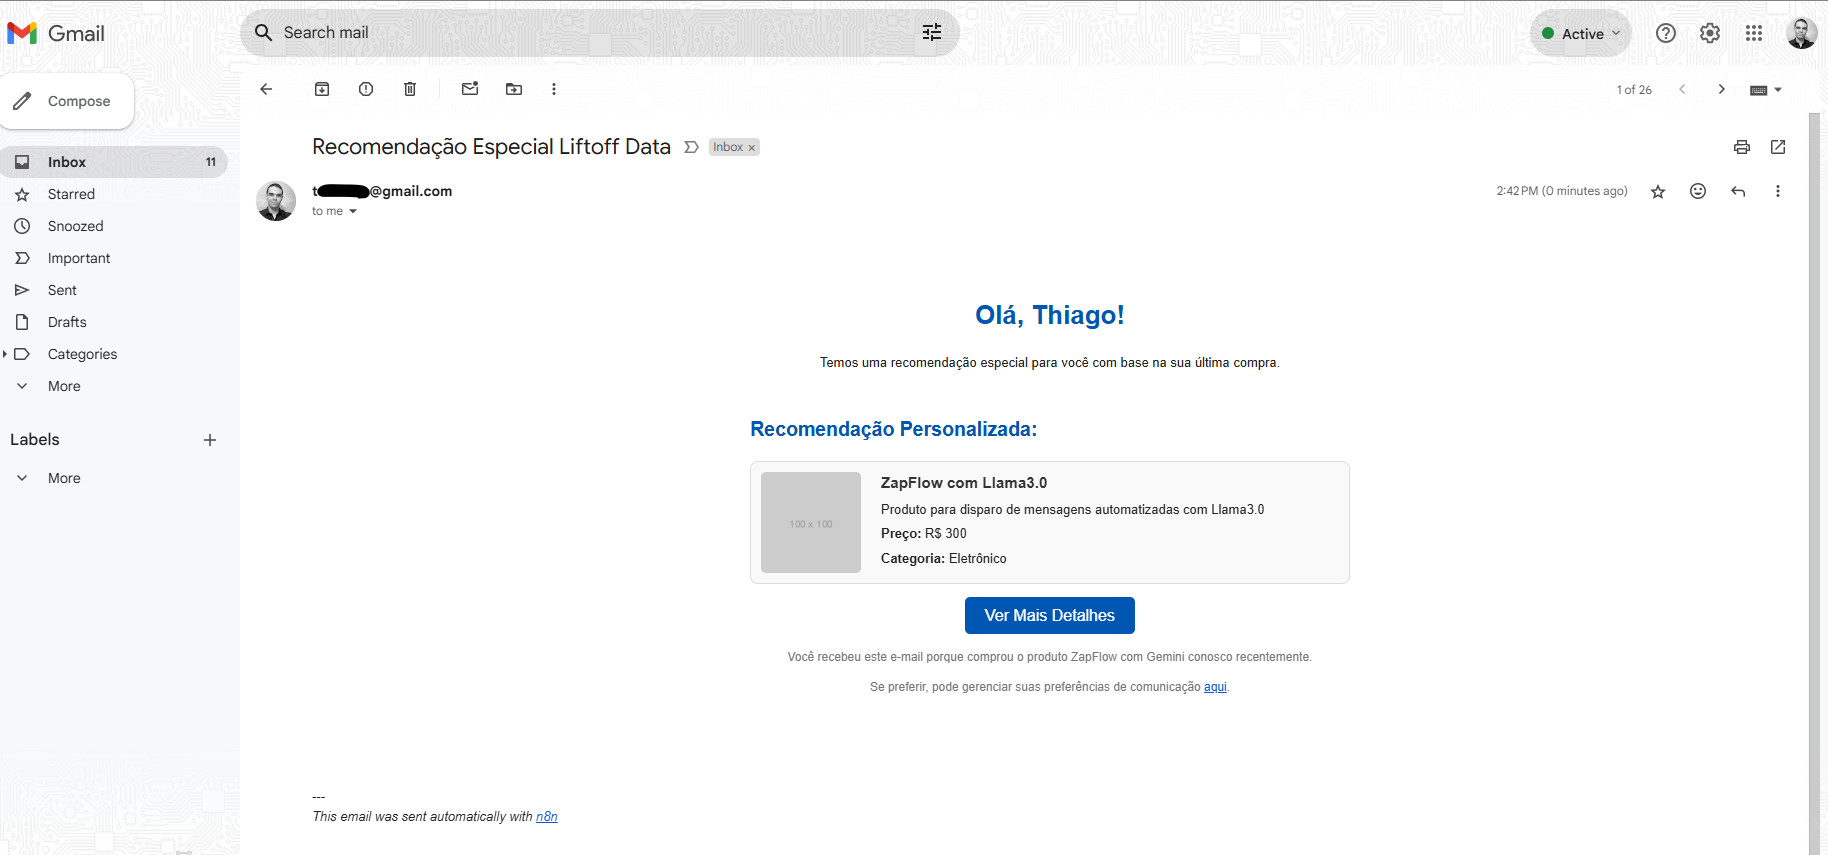 Gmail
Search mail
Active
Compose
1 of 26
Inbox 11
Starred
Snoozed
Important
Sent
Drafts
Categories
More
Labels
More
Recomendação Especial Liftoff Data
Inbox ×
t @gmail.com
2:42 PM (0 minutes ago)
to me
Olá, Thiago!
Temos uma recomendação especial para você com base na sua última compra.
Recomendação Personalizada:
100 x 100
ZapFlow com Llama3.0
Produto para disparo de mensagens automatizadas com Llama3.0
Preço: R$ 300
Categoria: Eletrônico
Ver Mais Detalhes
Você recebeu este e-mail porque comprou o produto ZapFlow com Gemini conosco recentemente.
Se preferir, pode gerenciar suas preferências de comunicação aqui.
---
This email was sent automatically with n8n